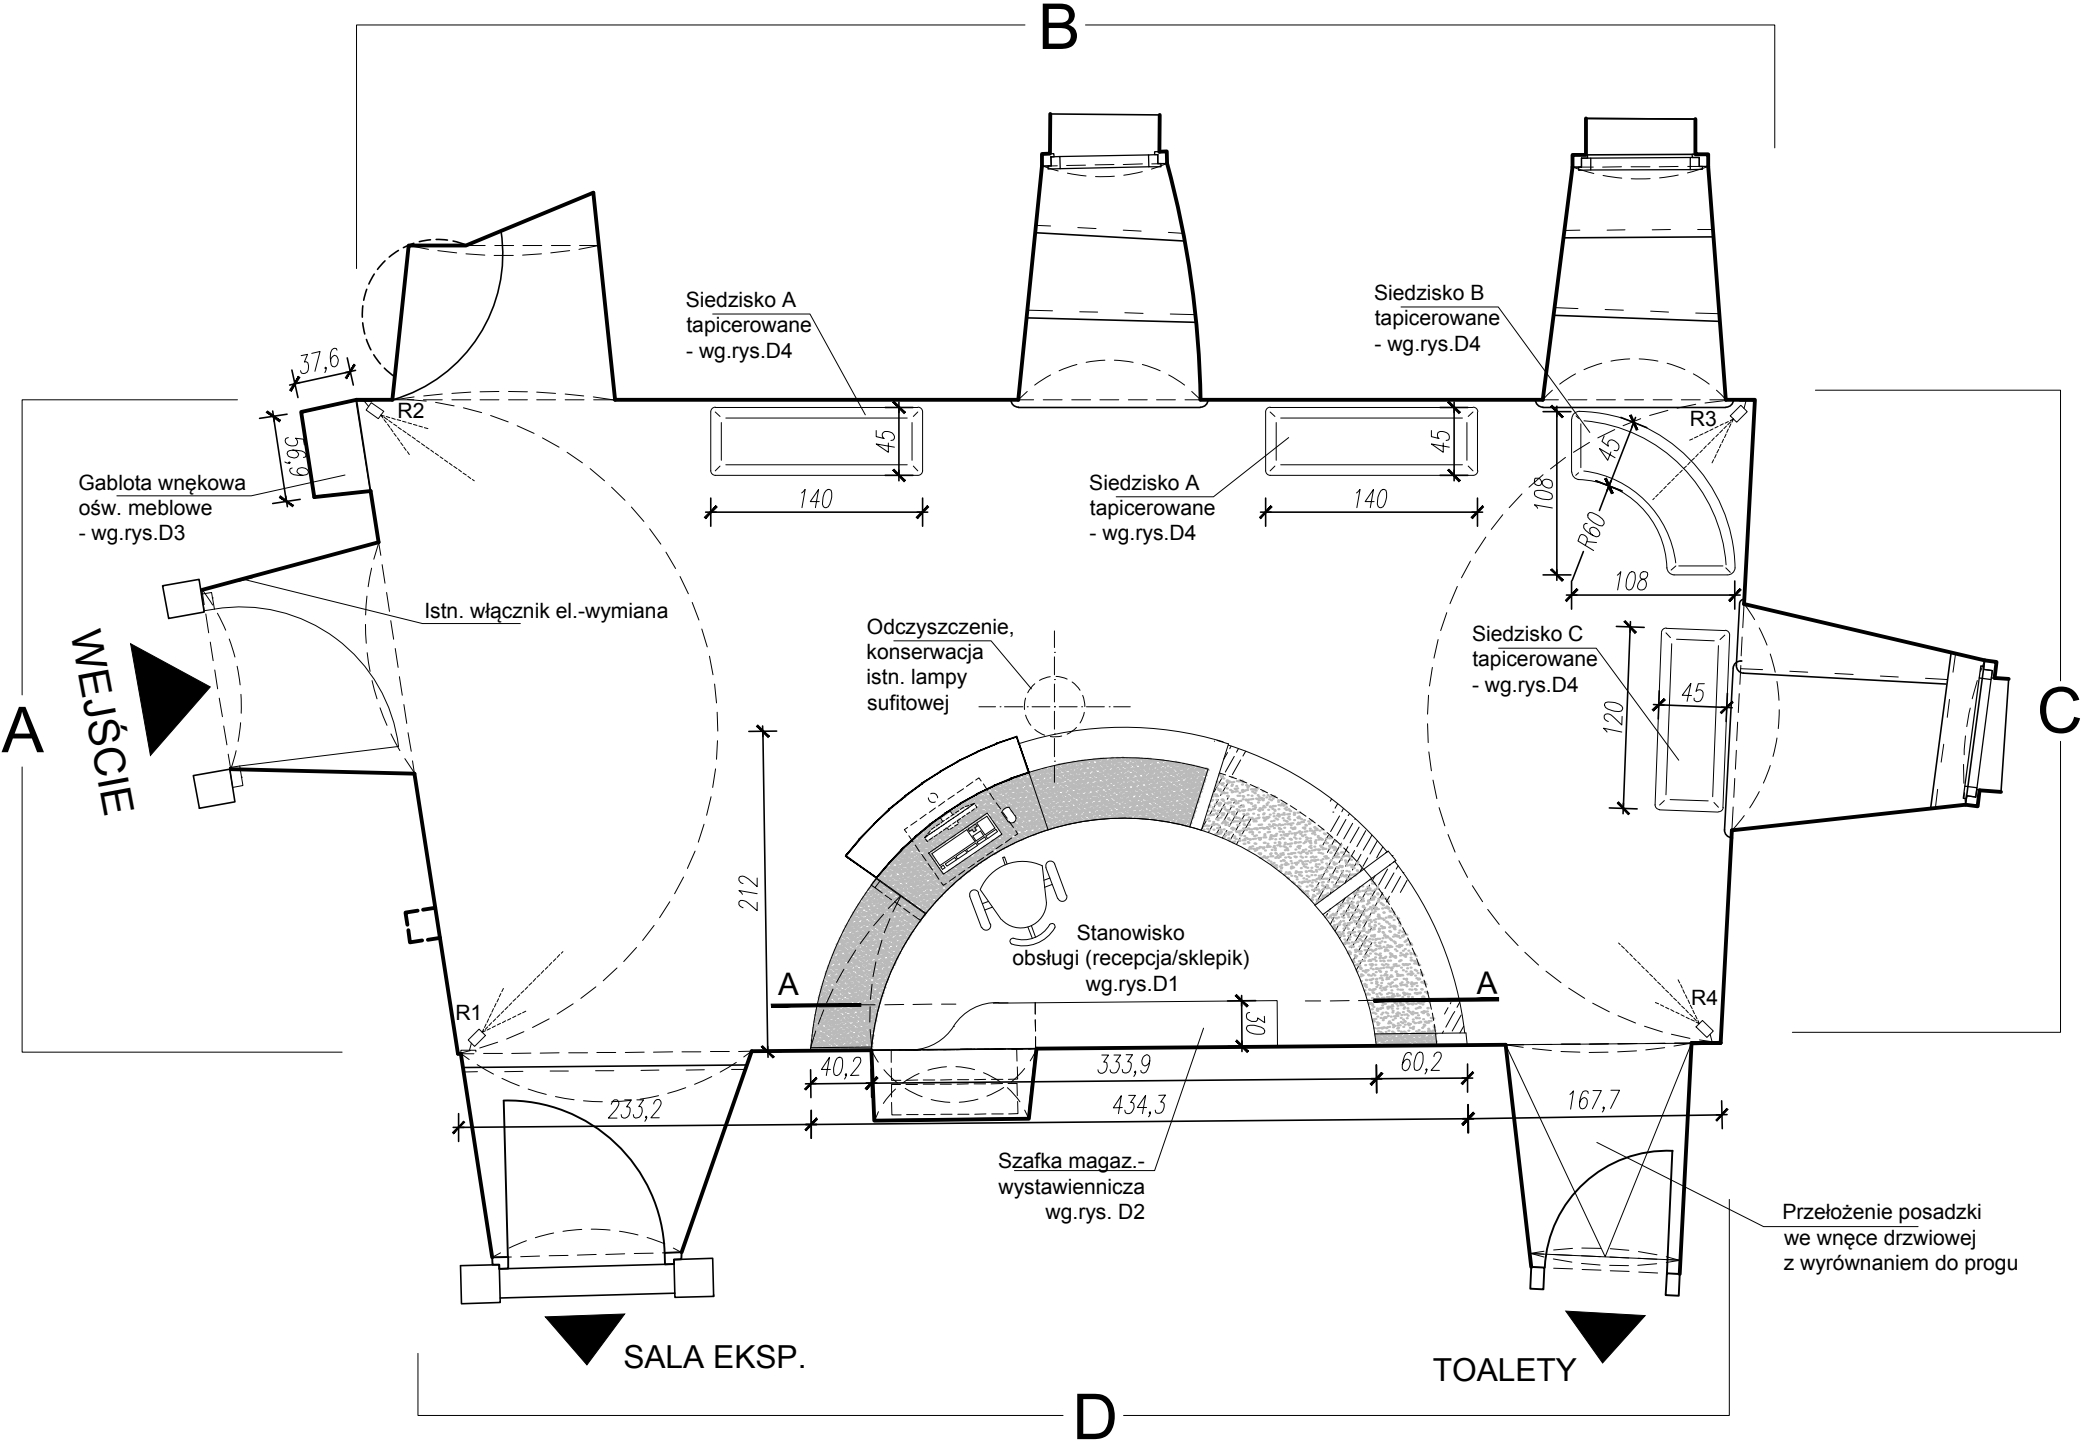 B
Siedzisko A
tapicerowane
- wg.rys.D4
Siedzisko B
tapicerowane
- wg.rys.D4
37,6
R2
R3
56,9
45
45
45
Gablota wnękowa
ośw. meblowe
- wg.rys.D3
140
Siedzisko A
tapicerowane
- wg.rys.D4
140
108
R60
108
Istn. włącznik el.-wymiana
Odczyszczenie,
konserwacja
istn. lampy
sufitowej
Siedzisko C
tapicerowane
- wg.rys.D4
WEJŚCIE
A
45
120
C
212
Stanowisko
obsługi (recepcja/sklepik)
wg.rys.D1
A
A
R1
30
R4
40,2
333,9
60,2
233,2
434,3
167,7
Szafka magaz.-
wystawiennicza
wg.rys. D2
Przełożenie posadzki
we wnęce drzwiowej
z wyrównaniem do progu
SALA EKSP.
TOALETY
D